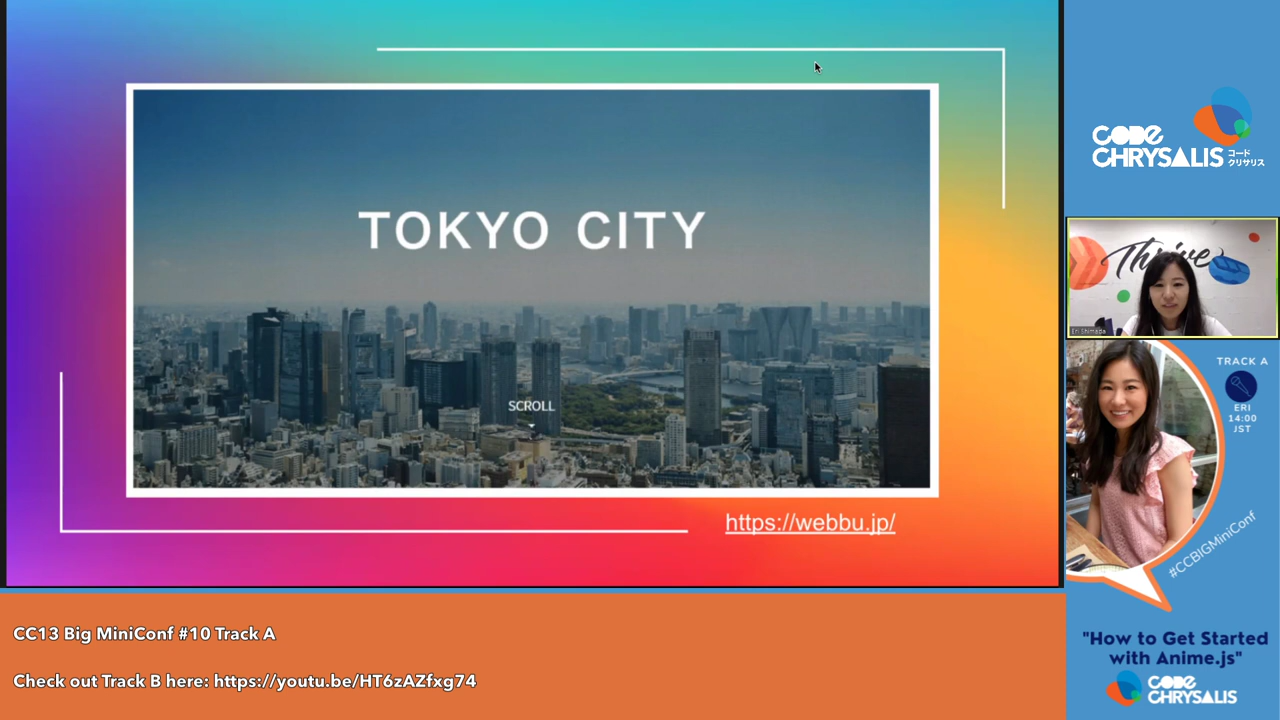 TOKYO CITY
SCROLL
https://webbu.jp/
CODE
CHRYSALIS
コード
クリサリス
Thrive
Eri Shimada
TRACK A
ERI
14:00
JST
#CCBIGMiniConf
"How to Get Started
with Anime.js"
CODE
CHRYSALIS
CC13 Big MiniConf #10 Track A
Check out Track B here: https://youtu.be/HT6zAZfxg74